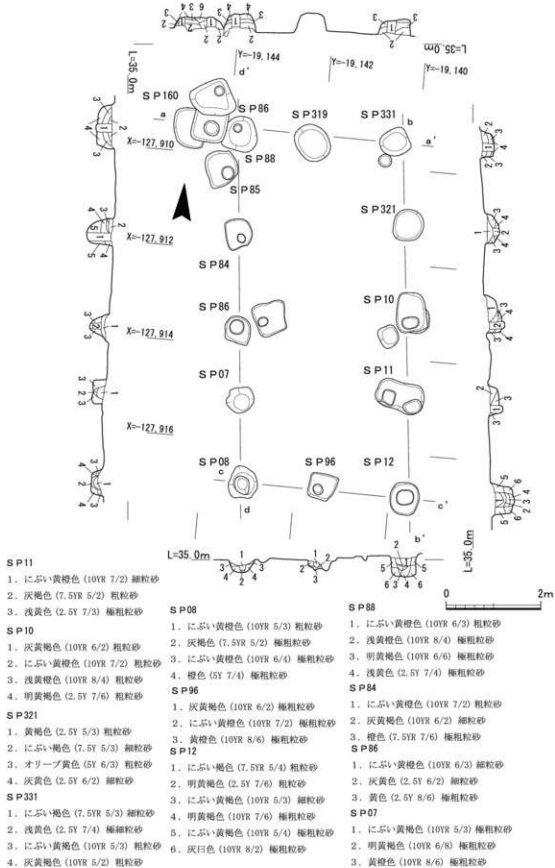 L=35.0m
L=35.0m
Y=-19,144
Y=-19,142
Y=-19,140
d'
SP160
SP86
SP319
SP331
b
a
a'
X=-127,910
SP88
SP85
SP321
X=-127,912
SP84
SP86
SP10
X=-127,914
SP07
SP11
X=-127,916
SP08
SP96
SP12
c
c'
d
b'
L=35.0m
L=35.0m
0 2m
SP11
1. にぶい黄橙色 (10YR 7/2) 細粒砂
2. 灰褐色 (7.5YR 5/2) 粗粒砂
3. 浅黄色 (2.5Y 7/3) 極粗粒砂
SP10
1. 灰黄褐色 (10YR 6/2) 粗粒砂
2. にぶい黄橙色 (10YR 7/2) 粗粒砂
3. 浅黄橙色 (10YR 8/4) 粗粒砂
4. 明黄褐色 (2.5Y 7/6) 粗粒砂
SP321
1. 黄褐色 (2.5Y 5/3) 細粒砂
2. にぶい褐色 (7.5Y 5/3) 細粒砂
3. オリーブ黄色 (5Y 6/3) 細粒砂
4. 灰黄色 (2.5Y 6/2) 細粒砂
SP331
1. にぶい褐色 (7.5YR 5/3) 細粒砂
2. 浅黄色 (2.5Y 7/4) 極細粒砂
3. にぶい黄褐色 (10YR 5/3) 粗粒砂
4. 灰黄褐色 (10YR 5/2) 粗粒砂
SP08
1. にぶい黄橙色 (10YR 5/3) 粗粒砂
2. 灰褐色 (7.5YR 5/2) 極粗粒砂
3. にぶい黄橙色 (10YR 6/4) 極粗粒砂
4. 橙色 (5Y 7/4) 極粗粒砂
SP96
1. 灰黄褐色 (10YR 6/2) 極粗粒砂
2. にぶい黄橙色 (10YR 7/2) 極粗粒砂
3. 黄橙色 (10YR 8/6) 極粗粒砂
SP12
1. にぶい褐色 (7.5YR 5/4) 粗粒砂
2. 明黄褐色 (2.5Y 7/6) 粗粒砂
3. にぶい黄褐色 (10YR 5/3) 細粒砂
4. 明黄褐色 (10YR 7/6) 極粗粒砂
5. にぶい黄褐色 (10YR 5/4) 極粗粒砂
6. 灰白色 (10YR 8/2) 極粗粒砂
SP88
1. にぶい黄橙色 (10YR 6/3) 粗粒砂
2. 浅黄橙色 (10YR 8/4) 極粗粒砂
3. 明黄褐色 (10YR 6/6) 極粗粒砂
4. 浅黄色 (2.5Y 7/4) 極粗粒砂
SP84
1. にぶい黄橙色 (10YR 7/2) 粗粒砂
2. 灰黄褐色 (10YR 6/2) 細粒砂
3. 橙色 (7.5YR 7/6) 極粗粒砂
SP86
1. にぶい黄橙色 (10YR 6/3) 細粒砂
2. 灰黄色 (2.5Y 6/2) 細粒砂
3. 黄色 (2.5Y 8/6) 極粗粒砂
SP07
1. にぶい黄褐色 (10YR 5/3) 極粗粒砂
2. 明黄褐色 (10YR 6/8) 極粗粒砂
3. 黄橙色 (10YR 8/6) 極粗粒砂